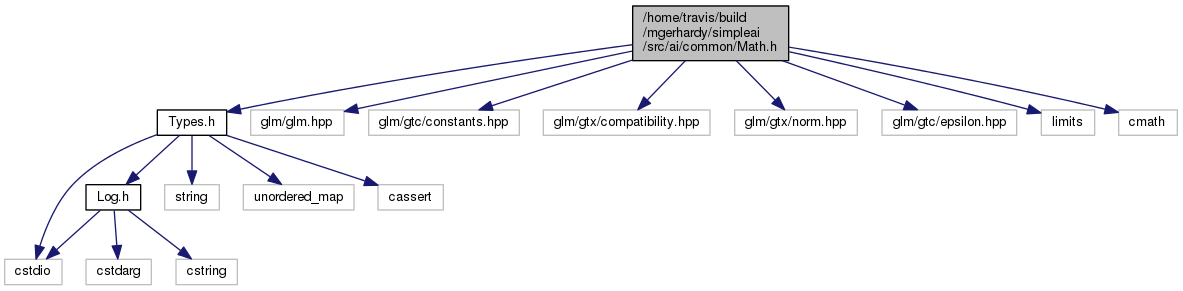 /home/travis/build
/mgerhardy/simpleai
/src/ai/common/Math.h
Types.h
glm/glm.hpp
glm/gtc/constants.hpp
glm/gtx/compatibility.hpp
glm/gtx/norm.hpp
glm/gtc/epsilon.hpp
limits
cmath
Log.h
string
unordered_map
cassert
cstdio
cstdarg
cstring